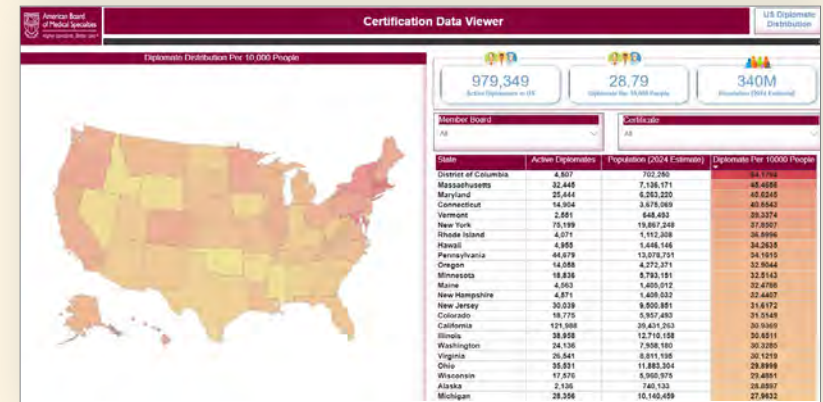 American Board
of Medical Specialties
Higher standards. Better care.®
Certification Data Viewer
US Diplomate
Distribution
Diplomate Distribution Per 10,000 People
979,349
Active Diplomates in US
28.79
Diplomate Per 10,000 People
340M
Population (2024 Estimate)
Member Board
All
Certificate
All
State Active Diplomates Population (2024 Estimate) Diplomate Per 10000 People
District of Columbia 4,507 702,250
Massachusetts 32,445 7,136,171
Maryland 25,444 6,263,220 40.6245
Connecticut 14,904 3,675,069 40.5543
Vermont 2,551 648,493 39.3374
New York 75,199 19,867,248 37.8507
Rhode Island 4,071 1,112,308 36.5996
Hawaii 4,955 1,446,146 34.2635
Pennsylvania 44,679 13,078,751 34.1615
Oregon 14,058 4,272,371 32.9044
Minnesota 18,836 5,793,151 32.5143
Maine 4,563 1,405,012 32.4766
New Hampshire 4,571 1,409,032 32.4407
New Jersey 30,039 9,500,851 31.6172
Colorado 18,775 5,957,493 31.5149
California 121,988 39,431,263 30.9369
Illinois 38,958 12,710,158 30.6511
Washington 24,136 7,958,180 30.3285
Virginia 26,541 8,811,195 30.1219
Ohio 35,531 11,883,304 29.8999
Wisconsin 17,576 5,960,975 29.4851
Alaska 2,136 740,133 28.8597
Michigan 28,356 10,140,459 27.9632